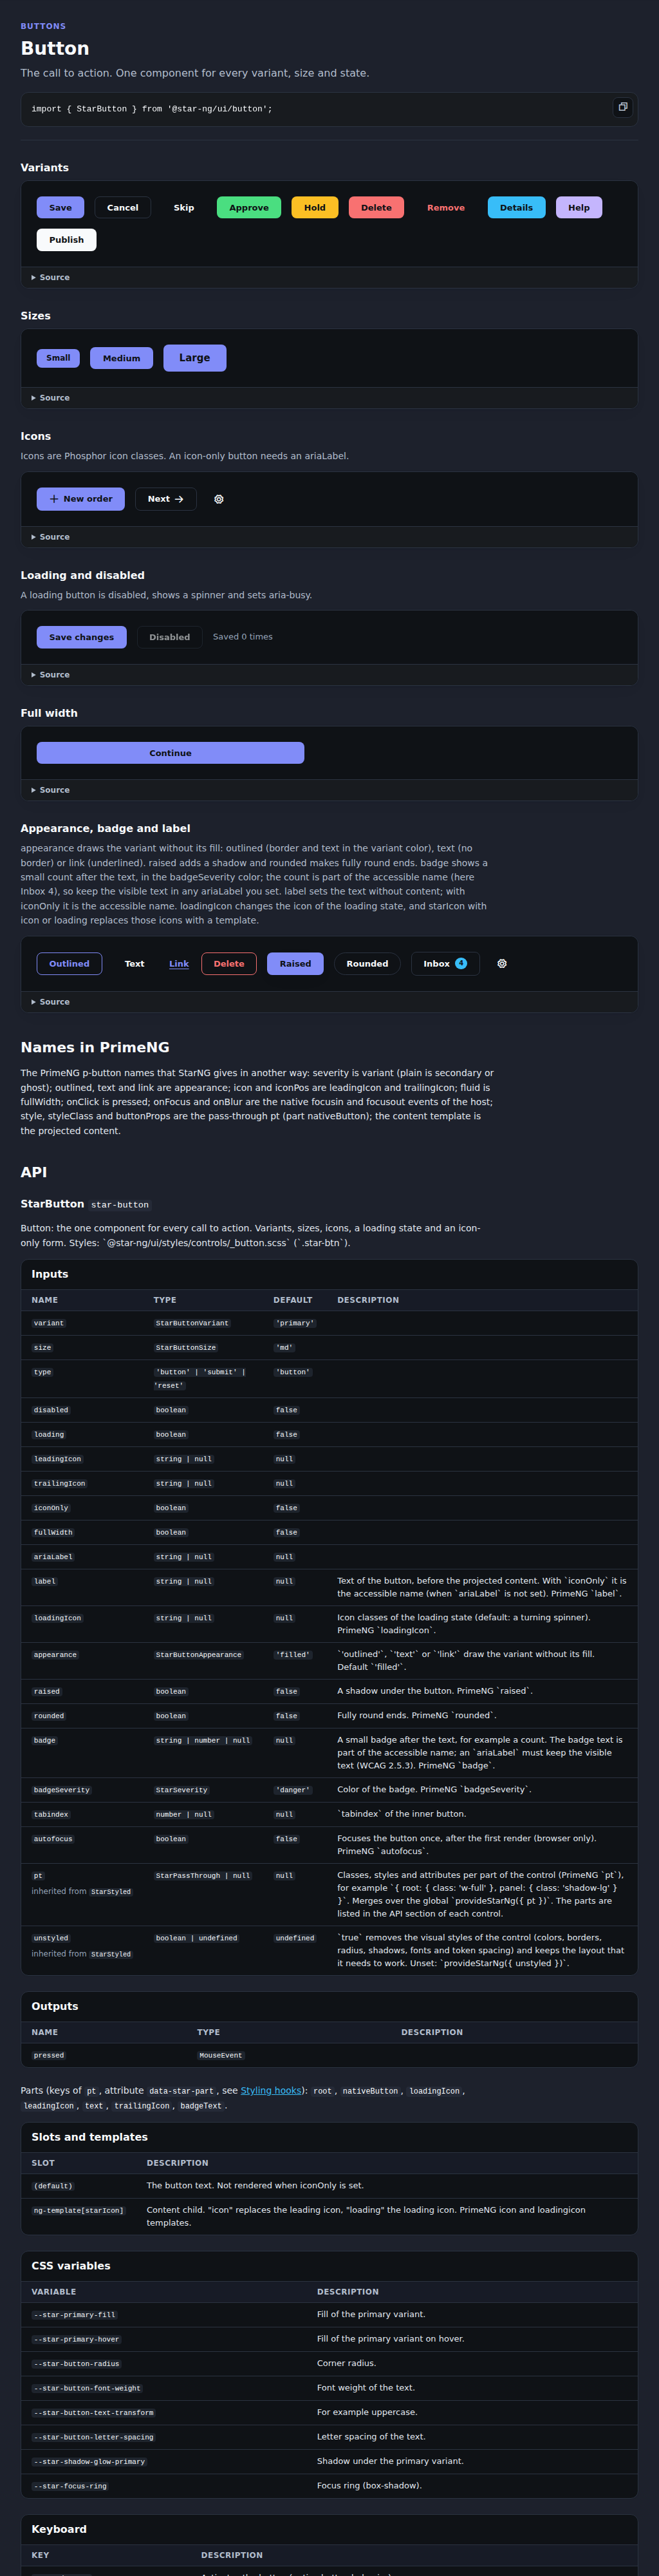 BUTTONS
Button
The call to action. One component for every variant, size and state.
import { StarButton } from '@star-ng/ui/button';
Variants
Save Cancel Skip Approve Hold Delete Remove Details Help
Publish
Source
Sizes
Small Medium Large
Source
Icons
Icons are Phosphor icon classes. An icon-only button needs an ariaLabel.
New order Next
Source
Loading and disabled
A loading button is disabled, shows a spinner and sets aria-busy.
Save changes Disabled Saved 0 times
Source
Full width
Continue
Source
Appearance, badge and label
appearance draws the variant without its fill: outlined (border and text in the variant color), text (no
border) or link (underlined). raised adds a shadow and rounded makes fully round ends. badge shows a
small count after the text, in the badgeSeverity color; the count is part of the accessible name (here
Inbox 4), so keep the visible text in any ariaLabel you set. label sets the text without content; with
iconOnly it is the accessible name. loadingIcon changes the icon of the loading state, and starIcon with
icon or loading replaces those icons with a template.
Outlined Text Link Delete Raised Rounded Inbox 4
Source
Names in PrimeNG
The PrimeNG p-button names that StarNG gives in another way: severity is variant (plain is secondary or
ghost); outlined, text and link are appearance; icon and iconPos are leadingIcon and trailingIcon; fluid is
fullWidth; onClick is pressed; onFocus and onBlur are the native focusin and focusout events of the host;
style, styleClass and buttonProps are the pass-through pt (part nativeButton); the content template is
the projected content.
API
StarButton star-button
Button: the one component for every call to action. Variants, sizes, icons, a loading state and an icon-
only form. Styles: `@star-ng/ui/styles/controls/_button.scss` (`.star-btn`).
Inputs
NAME TYPE DEFAULT DESCRIPTION
variant StarButtonVariant 'primary'
size StarButtonSize 'md'
type 'button' | 'submit' | 'button'
'reset'
disabled boolean false
loading boolean false
leadingIcon string | null null
trailingIcon string | null null
iconOnly boolean false
fullWidth boolean false
ariaLabel string | null null
label string | null null Text of the button, before the projected content. With `iconOnly` it is
the accessible name (when `ariaLabel` is not set). PrimeNG `label`.
loadingIcon string | null null Icon classes of the loading state (default: a turning spinner).
PrimeNG `loadingIcon`.
appearance StarButtonAppearance 'filled' `'outlined'`, `'text'` or `'link'` draw the variant without its fill.
Default `'filled'`.
raised boolean false A shadow under the button. PrimeNG `raised`.
rounded boolean false Fully round ends. PrimeNG `rounded`.
badge string | number | null null A small badge after the text, for example a count. The badge text is
part of the accessible name; an `ariaLabel` must keep the visible
text (WCAG 2.5.3). PrimeNG `badge`.
badgeSeverity StarSeverity 'danger' Color of the badge. PrimeNG `badgeSeverity`.
tabindex number | null null `tabindex` of the inner button.
autofocus boolean false Focuses the button once, after the first render (browser only).
PrimeNG `autofocus`.
pt StarPassThrough | null null Classes, styles and attributes per part of the control (PrimeNG `pt`),
inherited from StarStyled for example `{ root: { class: 'w-full' }, panel: { class: 'shadow-lg' }
}`. Merges over the global `provideStarNg({ pt })`. The parts are
listed in the API section of each control.
unstyled boolean | undefined undefined `true` removes the visual styles of the control (colors, borders,
inherited from StarStyled radius, shadows, fonts and token spacing) and keeps the layout that
it needs to work. Unset: `provideStarNg({ unstyled })`.
Outputs
NAME TYPE DESCRIPTION
pressed MouseEvent
Parts (keys of pt, attribute data-star-part, see Styling hooks): root, nativeButton, loadingIcon,
leadingIcon, text, trailingIcon, badgeText.
Slots and templates
SLOT DESCRIPTION
(default) The button text. Not rendered when iconOnly is set.
ng-template[starIcon] Content child. "icon" replaces the leading icon, "loading" the loading icon. PrimeNG icon and loadingicon
templates.
CSS variables
VARIABLE DESCRIPTION
--star-primary-fill Fill of the primary variant.
--star-primary-hover Fill of the primary variant on hover.
--star-button-radius Corner radius.
--star-button-font-weight Font weight of the text.
--star-button-text-transform For example uppercase.
--star-button-letter-spacing Letter spacing of the text.
--star-shadow-glow-primary Shadow under the primary variant.
--star-focus-ring Focus ring (box-shadow).
Keyboard
KEY DESCRIPTION